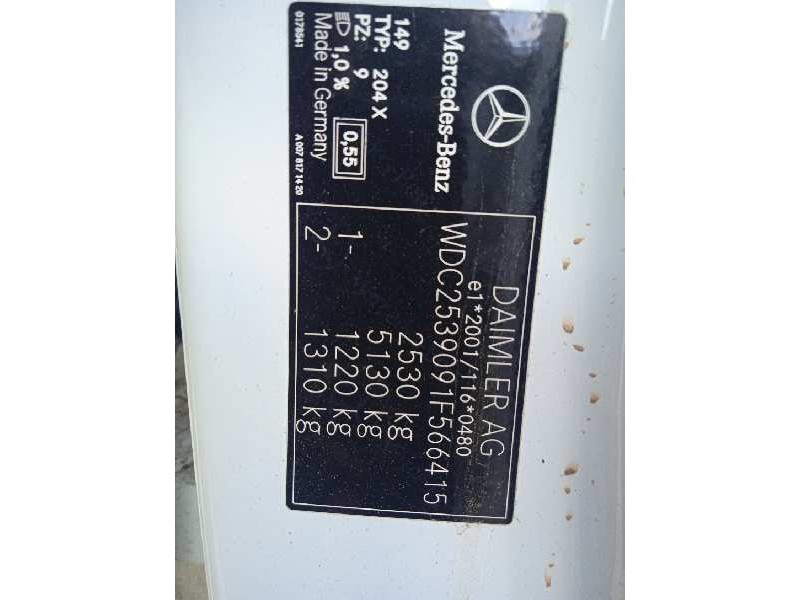 Mercedes-Benz
149
TYP: 204 X
PZ: 9
1,0 %
0,55
Made in Germany
0178541
A 007 817 14 20
DAIMLER AG
e1*2001/116*0480
WDC2539091F566415
2530 kg
5130 kg
1- 1220 kg
2- 1310 kg